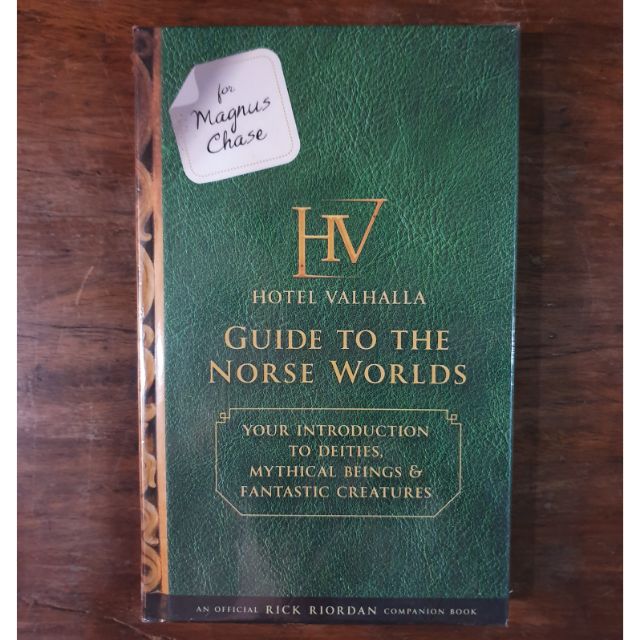 for
Magnus
Chase
HV
HOTEL VALHALLA
GUIDE TO THE
NORSE WORLDS
YOUR INTRODUCTION
TO DEITIES,
MYTHICAL BEINGS &
FANTASTIC CREATURES
AN OFFICIAL RICK RIORDAN COMPANION BOOK